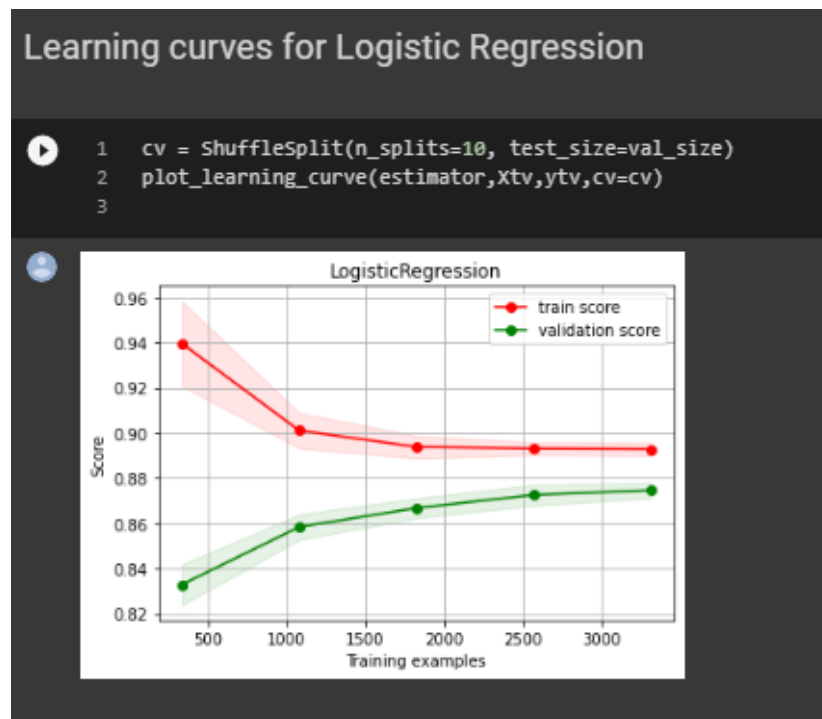 Learning curves for Logistic Regression
1 cv = ShuffleSplit(n_splits=10, test_size=val_size)
2 plot_learning_curve(estimator,Xtv,ytv,cv=cv)
3
LogisticRegression
train score
validation score
0.96
0.94
0.92
0.90
0.88
0.86
0.84
0.82
Score
500 1000 1500 2000 2500 3000
Training examples